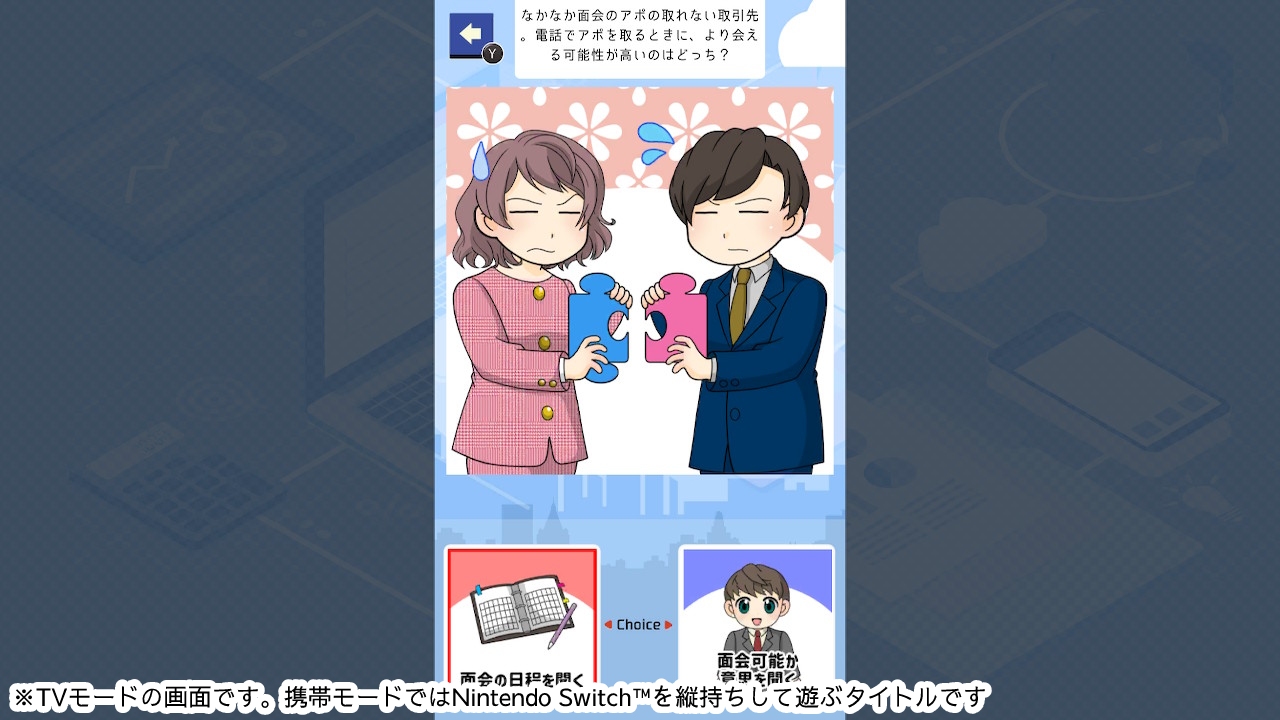 なかなか面会のアポの取れない取引先
。電話でアポを取るときに、より会え
る可能性が高いのはどっち？
Y
Choice
面会の日程を聞く
面会可能か
意思を聞く
※TVモードの画面です。携帯モードではNintendo Switch™を縦持ちして遊ぶタイトルです